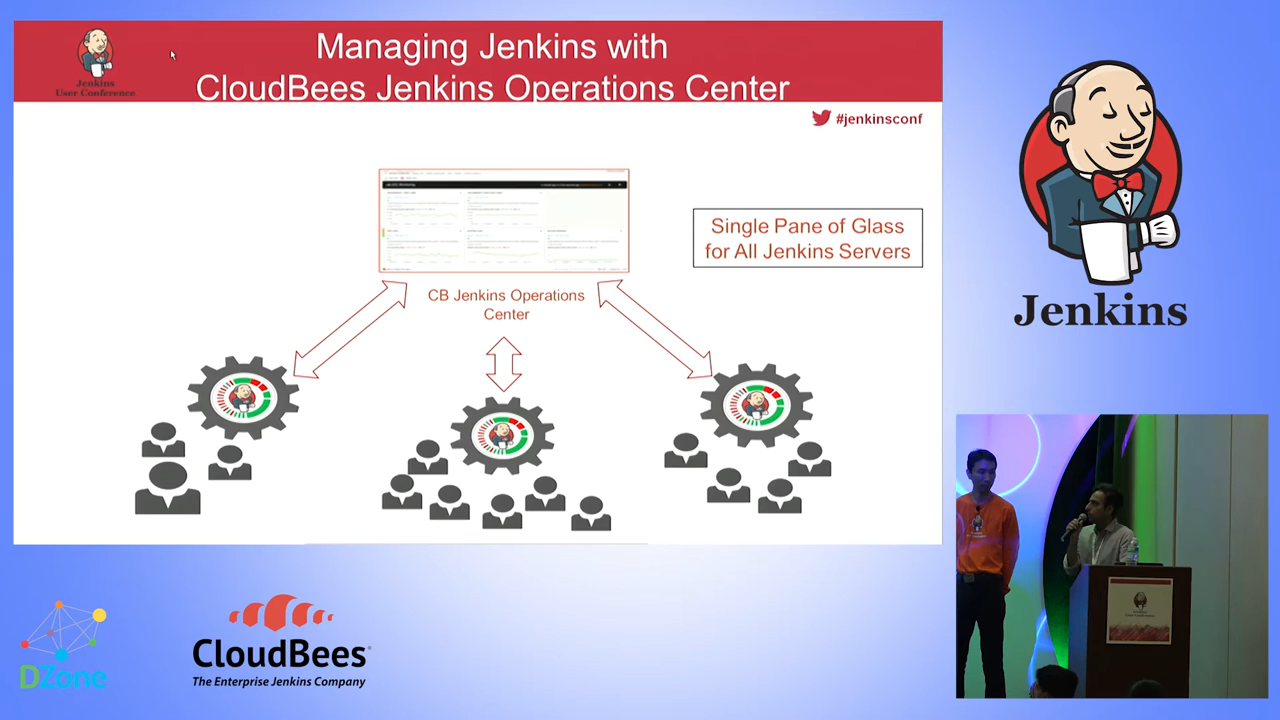 Managing Jenkins with
CloudBees Jenkins Operations Center
Jenkins
User Conference
#jenkinsconf
Single Pane of Glass
for All Jenkins Servers
CB Jenkins Operations
Center
Jenkins
DZone
CloudBees
The Enterprise Jenkins Company